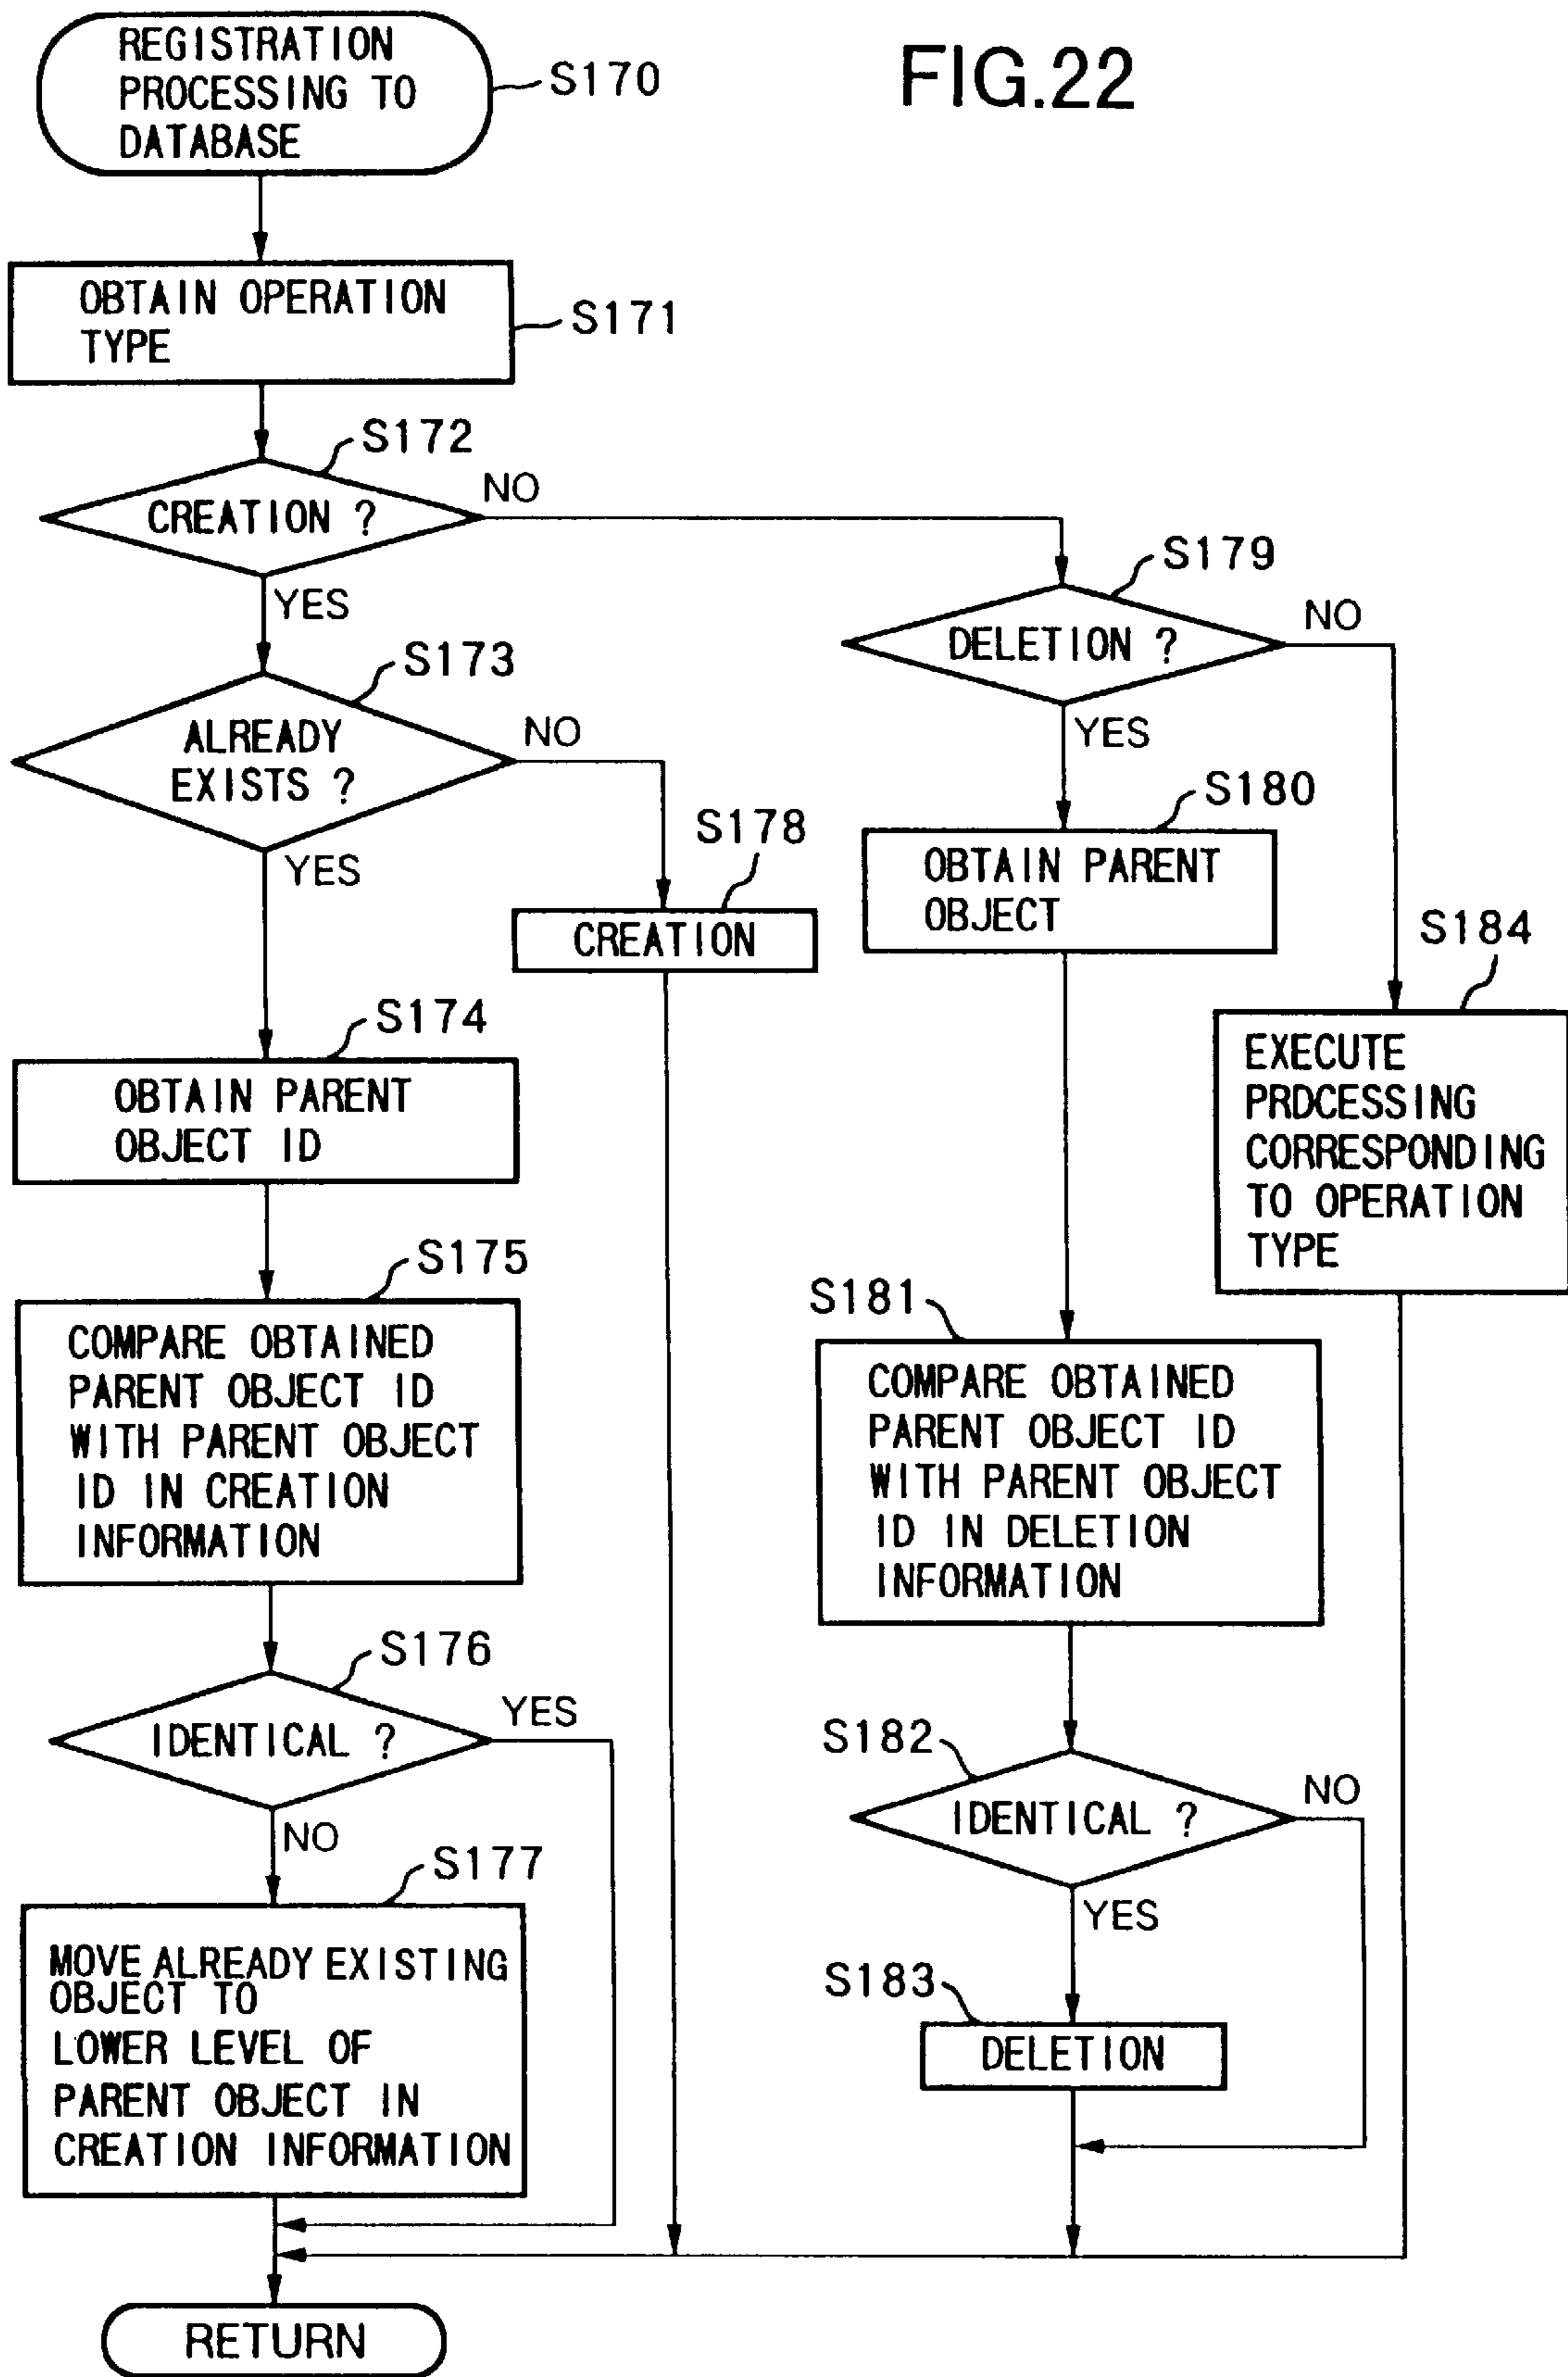 FIG.22
REGISTRATION
PROCESSING TO
DATABASE
S170
OBTAIN OPERATION
TYPE
S171
S172
CREATION ?
NO
YES
S173
ALREADY
EXISTS ?
NO
YES
S178
CREATION
S174
OBTAIN PARENT
OBJECT ID
S175
COMPARE OBTAINED
PARENT OBJECT ID
WITH PARENT OBJECT
ID IN CREATION
INFORMATION
S176
IDENTICAL ?
YES
NO
S177
MOVE ALREADY EXISTING
OBJECT TO
LOWER LEVEL OF
PARENT OBJECT IN
CREATION INFORMATION
S179
DELETION ?
NO
YES
S180
OBTAIN PARENT
OBJECT
S184
EXECUTE
PRDCESSING
CORRESPONDING
TO OPERATION
TYPE
S181
COMPARE OBTAINED
PARENT OBJECT ID
WITH PARENT OBJECT
ID IN DELETION
INFORMATION
S182
IDENTICAL ?
NO
YES
S183
DELETION
RETURN